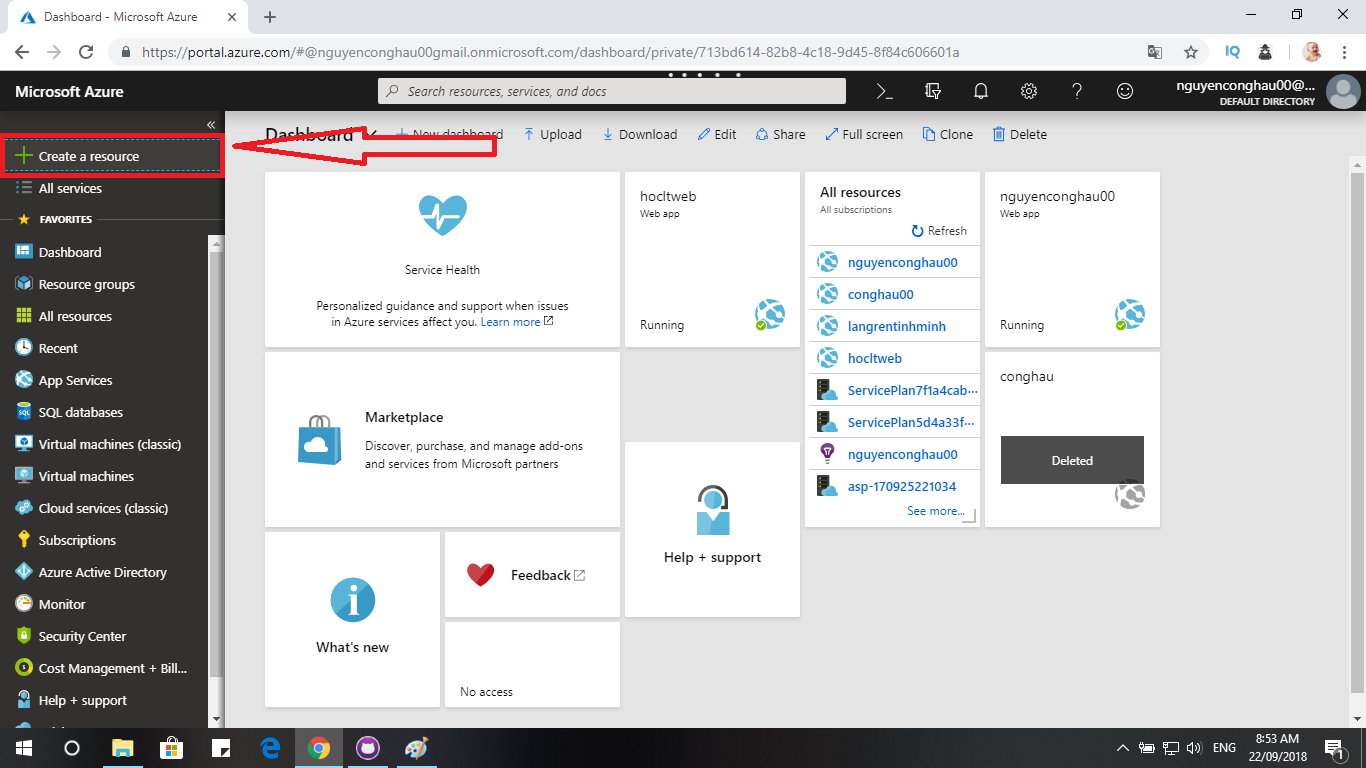 Dashboard - Microsoft Azure
https://portal.azure.com/#@nguyenconghau00gmail.onmicrosoft.com/dashboard/private/713bd614-82b8-4c18-9d45-8f84c606601a
IQ
Microsoft Azure
Search resources, services, and docs
nguyenconghau00@...
DEFAULT DIRECTORY
Create a resource
All services
FAVORITES
Dashboard
Resource groups
All resources
Recent
App Services
SQL databases
Virtual machines (classic)
Virtual machines
Cloud services (classic)
Subscriptions
Azure Active Directory
Monitor
Security Center
Cost Management + Bill...
Help + support
Dashboard
New dashboard
Upload
Download
Edit
Share
Full screen
Clone
Delete
Service Health
Personalized guidance and support when issues
in Azure services affect you. Learn more
hocltweb
Web app
Running
All resources
All subscriptions
Refresh
nguyenconghau00
conghau00
langrentinhminh
hocltweb
ServicePlan7f1a4cab...
ServicePlan5d4a33f...
nguyenconghau00
asp-170925221034
See more...
nguyenconghau00
Web app
Running
Marketplace
Discover, purchase, and manage add-ons
and services from Microsoft partners
Help + support
conghau
Deleted
What's new
Feedback
No access
ENG
8:53 AM
22/09/2018
1